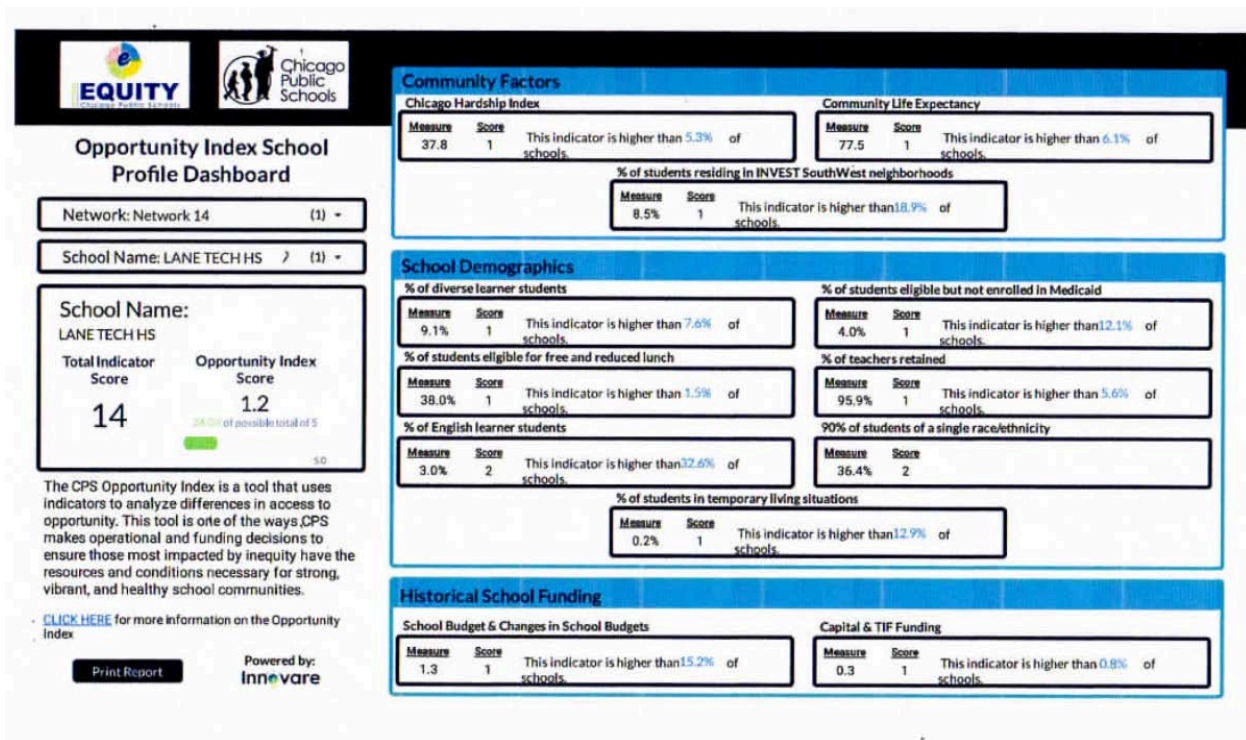 e
EQUITY
Chicago Public Schools
Chicago
Public
Schools
Opportunity Index School
Profile Dashboard
Network: Network 14 (1)
School Name: LANE TECH HS (1)
School Name:
LANE TECH HS
Total Indicator
Score
Opportunity Index
Score
14
1.2
of possible total of 5
5.0
The CPS Opportunity Index is a tool that uses
indicators to analyze differences in access to
opportunity. This tool is one of the ways CPS
makes operational and funding decisions to
ensure those most impacted by inequity have the
resources and conditions necessary for strong,
vibrant, and healthy school communities.
CLICK HERE for more information on the Opportunity
Index
Print Report
Powered by:
Innovare
Community Factors
Chicago Hardship Index
Measure Score
37.8 1 This indicator is higher than 5.3% of
schools.
Community Life Expectancy
Measure Score
77.5 1 This indicator is higher than 6.1% of
schools.
% of students residing in INVEST SouthWest neighborhoods
Measure Score
8.5% 1 This indicator is higher than 18.9% of
schools.
School Demographics
% of diverse learner students
Measure Score
9.1% 1 This indicator is higher than 7.6% of
schools.
% of students eligible but not enrolled in Medicaid
Measure Score
4.0% 1 This indicator is higher than 12.1% of
schools.
% of students eligible for free and reduced lunch
Measure Score
38.0% 1 This indicator is higher than 1.5% of
schools.
% of teachers retained
Measure Score
95.9% 1 This indicator is higher than 5.6% of
schools.
% of English learner students
Measure Score
3.0% 2 This indicator is higher than 32.6% of
schools.
90% of students of a single race/ethnicity
Measure Score
36.4% 2
% of students in temporary living situations
Measure Score
0.2% 1 This indicator is higher than 12.9% of
schools.
Historical School Funding
School Budget & Changes in School Budgets
Measure Score
1.3 1 This indicator is higher than 15.2% of
schools.
Capital & TIF Funding
Measure Score
0.3 1 This indicator is higher than 0.8% of
schools.